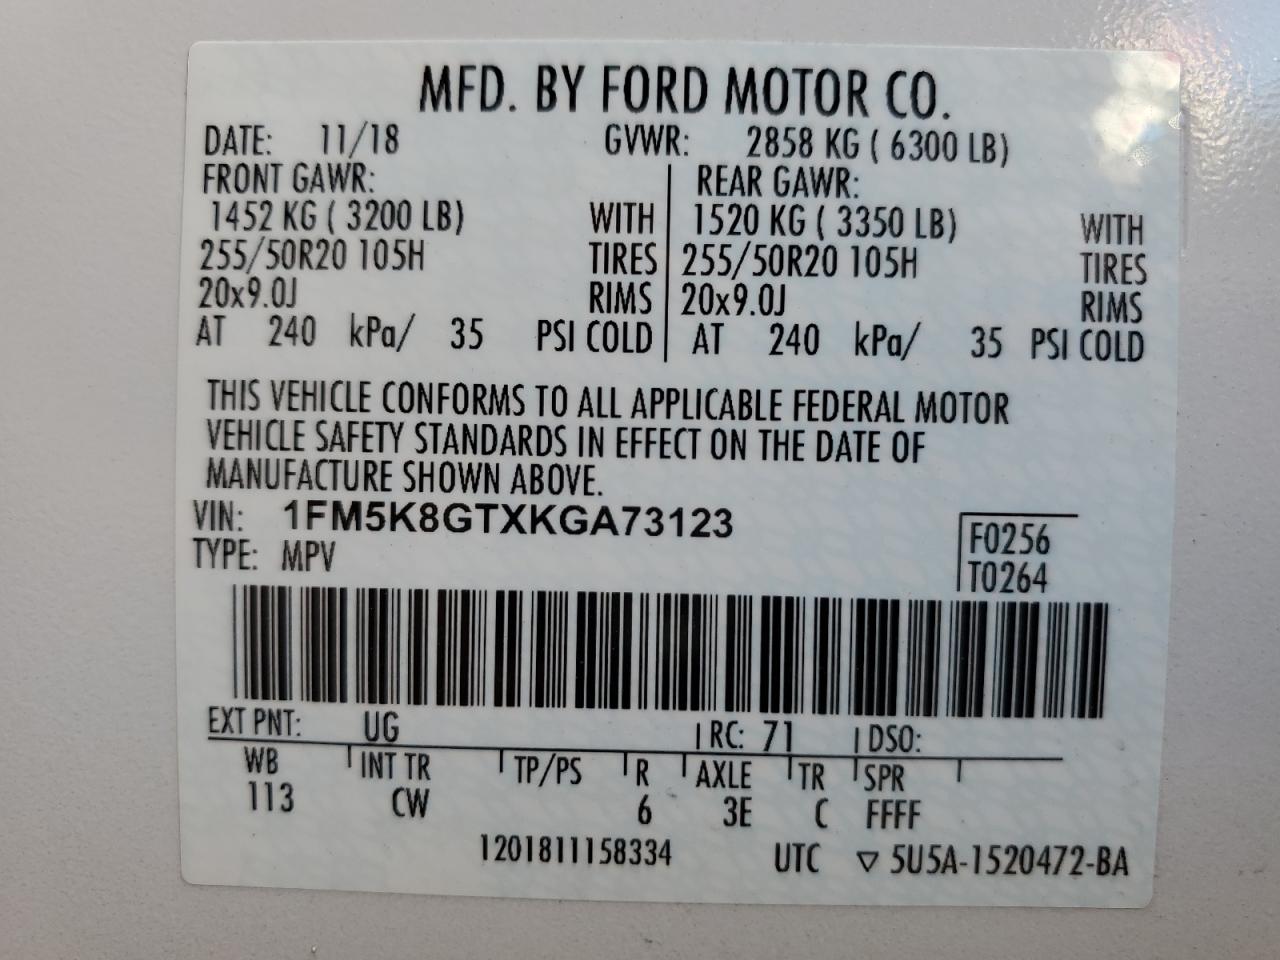 MFD. BY FORD MOTOR CO.
DATE: 11/18 GVWR: 2858 KG ( 6300 LB)
FRONT GAWR: REAR GAWR:
1452 KG ( 3200 LB) WITH 1520 KG ( 3350 LB) WITH
255/50R20 105H TIRES 255/50R20 105H TIRES
20x9.0J RIMS 20x9.0J RIMS
AT 240 kPa/ 35 PSI COLD AT 240 kPa/ 35 PSI COLD
THIS VEHICLE CONFORMS TO ALL APPLICABLE FEDERAL MOTOR
VEHICLE SAFETY STANDARDS IN EFFECT ON THE DATE OF
MANUFACTURE SHOWN ABOVE.
VIN: 1FM5K8GTXKGA73123
TYPE: MPV
F0256
T0264
EXT PNT: UG RC: 71 DSO:
WB INT TR TP/PS R AXLE TR SPR
113 CW 6 3E C FFFF
1201811158334 UTC ▽ 5U5A-1520472-BA